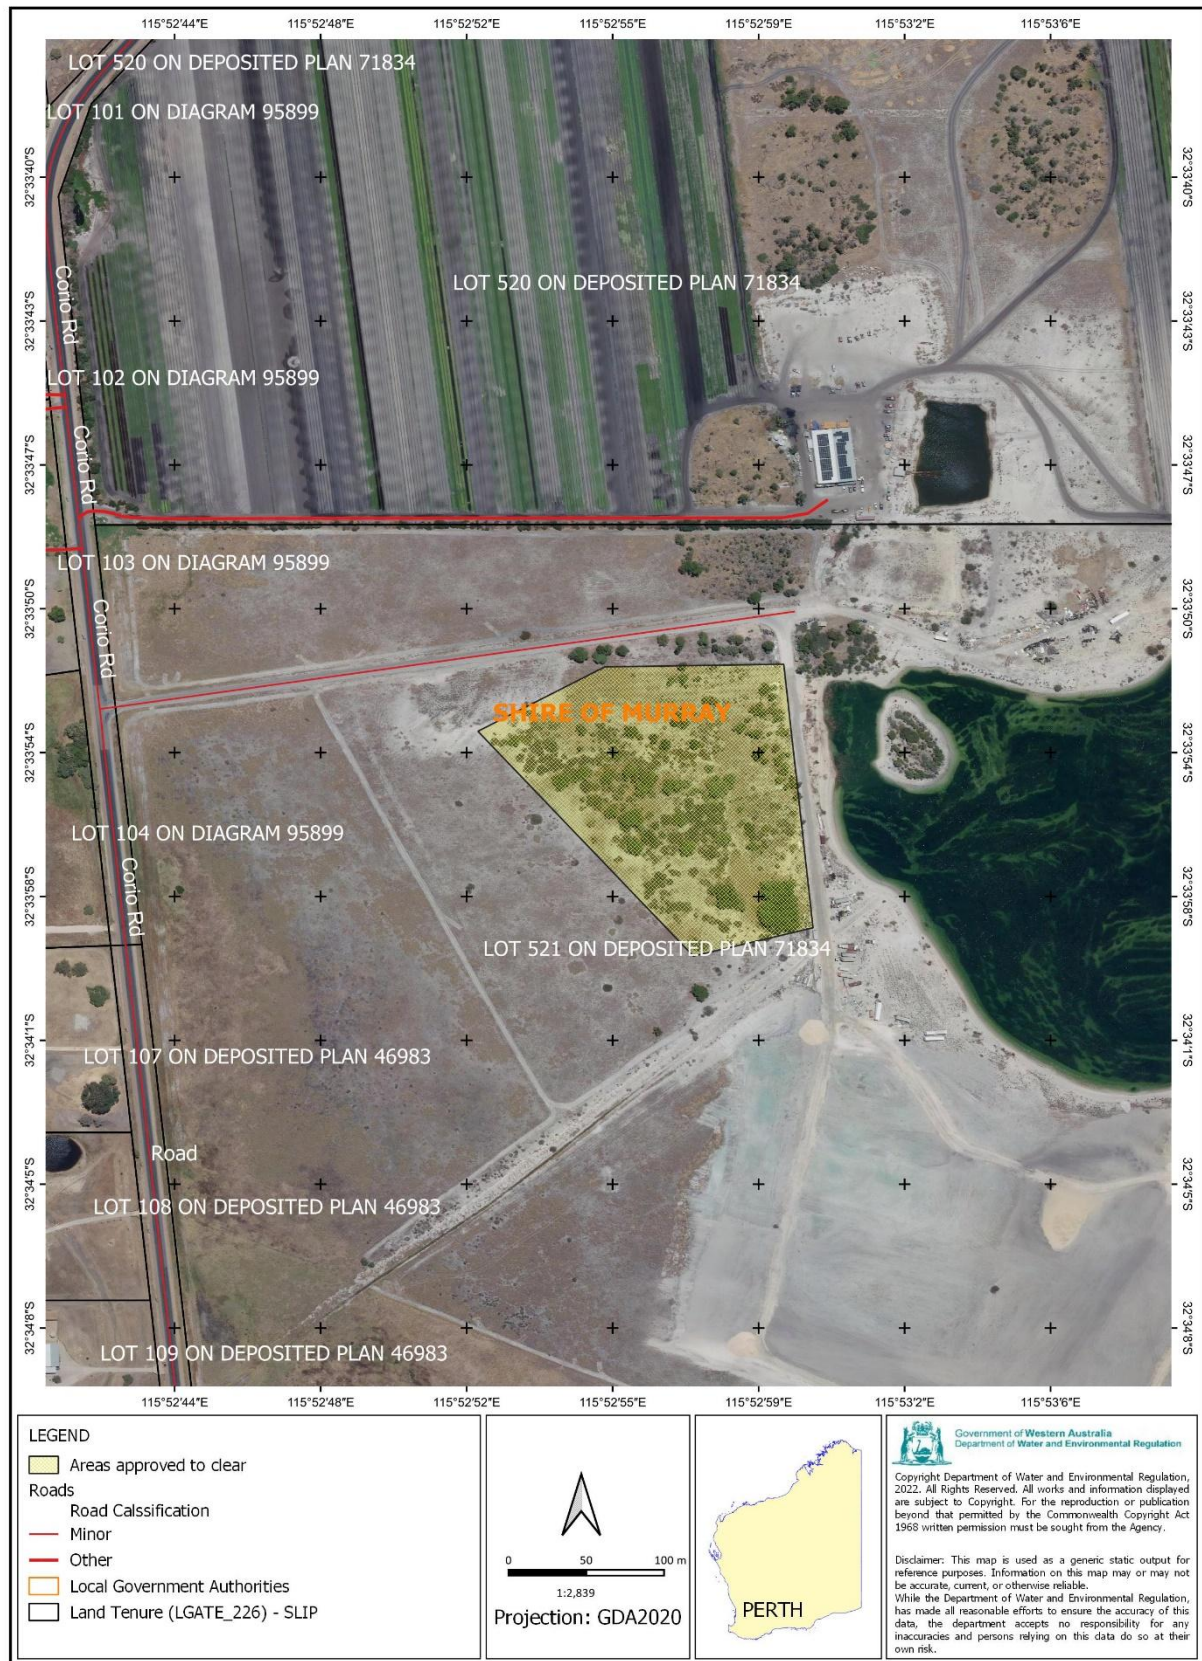 115°52'44"E 115°52'48"E 115°52'52"E 115°52'55"E 115°52'59"E 115°53'2"E 115°53'6"E
LOT 520 ON DEPOSITED PLAN 71834
LOT 101 ON DIAGRAM 95899
32°33'40"S
32°33'40"S
Corio Rd
LOT 520 ON DEPOSITED PLAN 71834
32°33'43"S
32°33'43"S
LOT 102 ON DIAGRAM 95899
Corio Rd
32°33'47"S
32°33'47"S
LOT 103 ON DIAGRAM 95899
32°33'50"S
32°33'50"S
Corio Rd
SHIRE OF MURRAY
32°33'54"S
32°33'54"S
LOT 104 ON DIAGRAM 95899
Corio Rd
32°33'58"S
32°33'58"S
LOT 521 ON DEPOSITED PLAN 71834
32°34'1"S
32°34'1"S
LOT 107 ON DEPOSITED PLAN 46983
Road
32°34'5"S
32°34'5"S
LOT 108 ON DEPOSITED PLAN 46983
32°34'8"S
32°34'8"S
LOT 109 ON DEPOSITED PLAN 46983
115°52'44"E 115°52'48"E 115°52'52"E 115°52'55"E 115°52'59"E 115°53'2"E 115°53'6"E
LEGEND
Areas approved to clear
Roads
Road Calssification
Minor
Other
Local Government Authorities
Land Tenure (LGATE_226) - SLIP
0 50 100 m
1:2,839
Projection: GDA2020
PERTH
Government of Western Australia
Department of Water and Environmental Regulation
Copyright Department of Water and Environmental Regulation,
2022. All Rights Reserved. All works and information displayed
are subject to Copyright. For the reproduction or publication
beyond that permitted by the Commonwealth Copyright Act
1968 written permission must be sought from the Agency.
Disclaimer: This map is used as a generic static output for
reference purposes. Information on this map may or may not
be accurate, current, or otherwise reliable.
While the Department of Water and Environmental Regulation,
has made all reasonable efforts to ensure the accuracy of this
data, the department accepts no responsibility for any
inaccuracies and persons relying on this data do so at their
own risk.